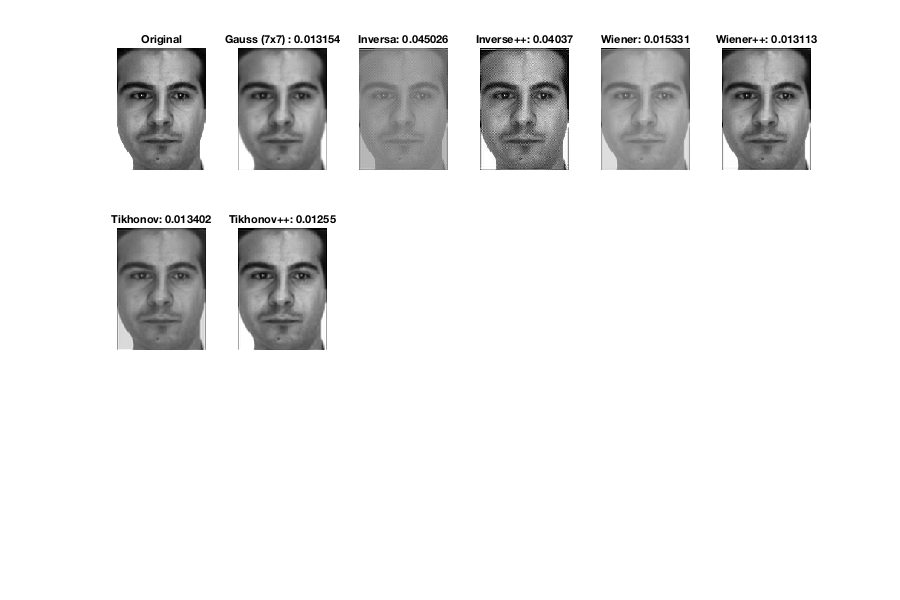 Original
Gauss (7x7) : 0.013154
Inversa: 0.045026
Inverse++: 0.04037
Wiener: 0.015331
Wiener++: 0.013113
Tikhonov: 0.013402
Tikhonov++: 0.01255